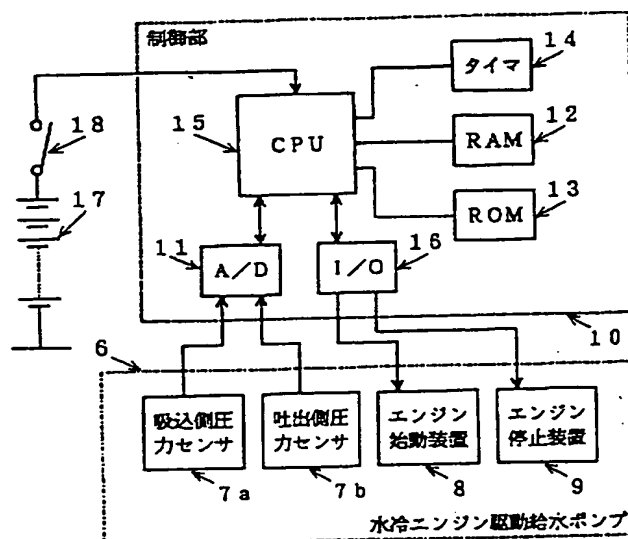 制御部
14
タイマ
18
15
CPU
12
RAM
17
13
ROM
11
A/D
16
I/O
10
6
吸込側圧
力センサ
吐出側圧
力センサ
エンジン
始動装置
エンジン
停止装置
7a
7b
8
9
水冷エンジン駆動給水ポンプ